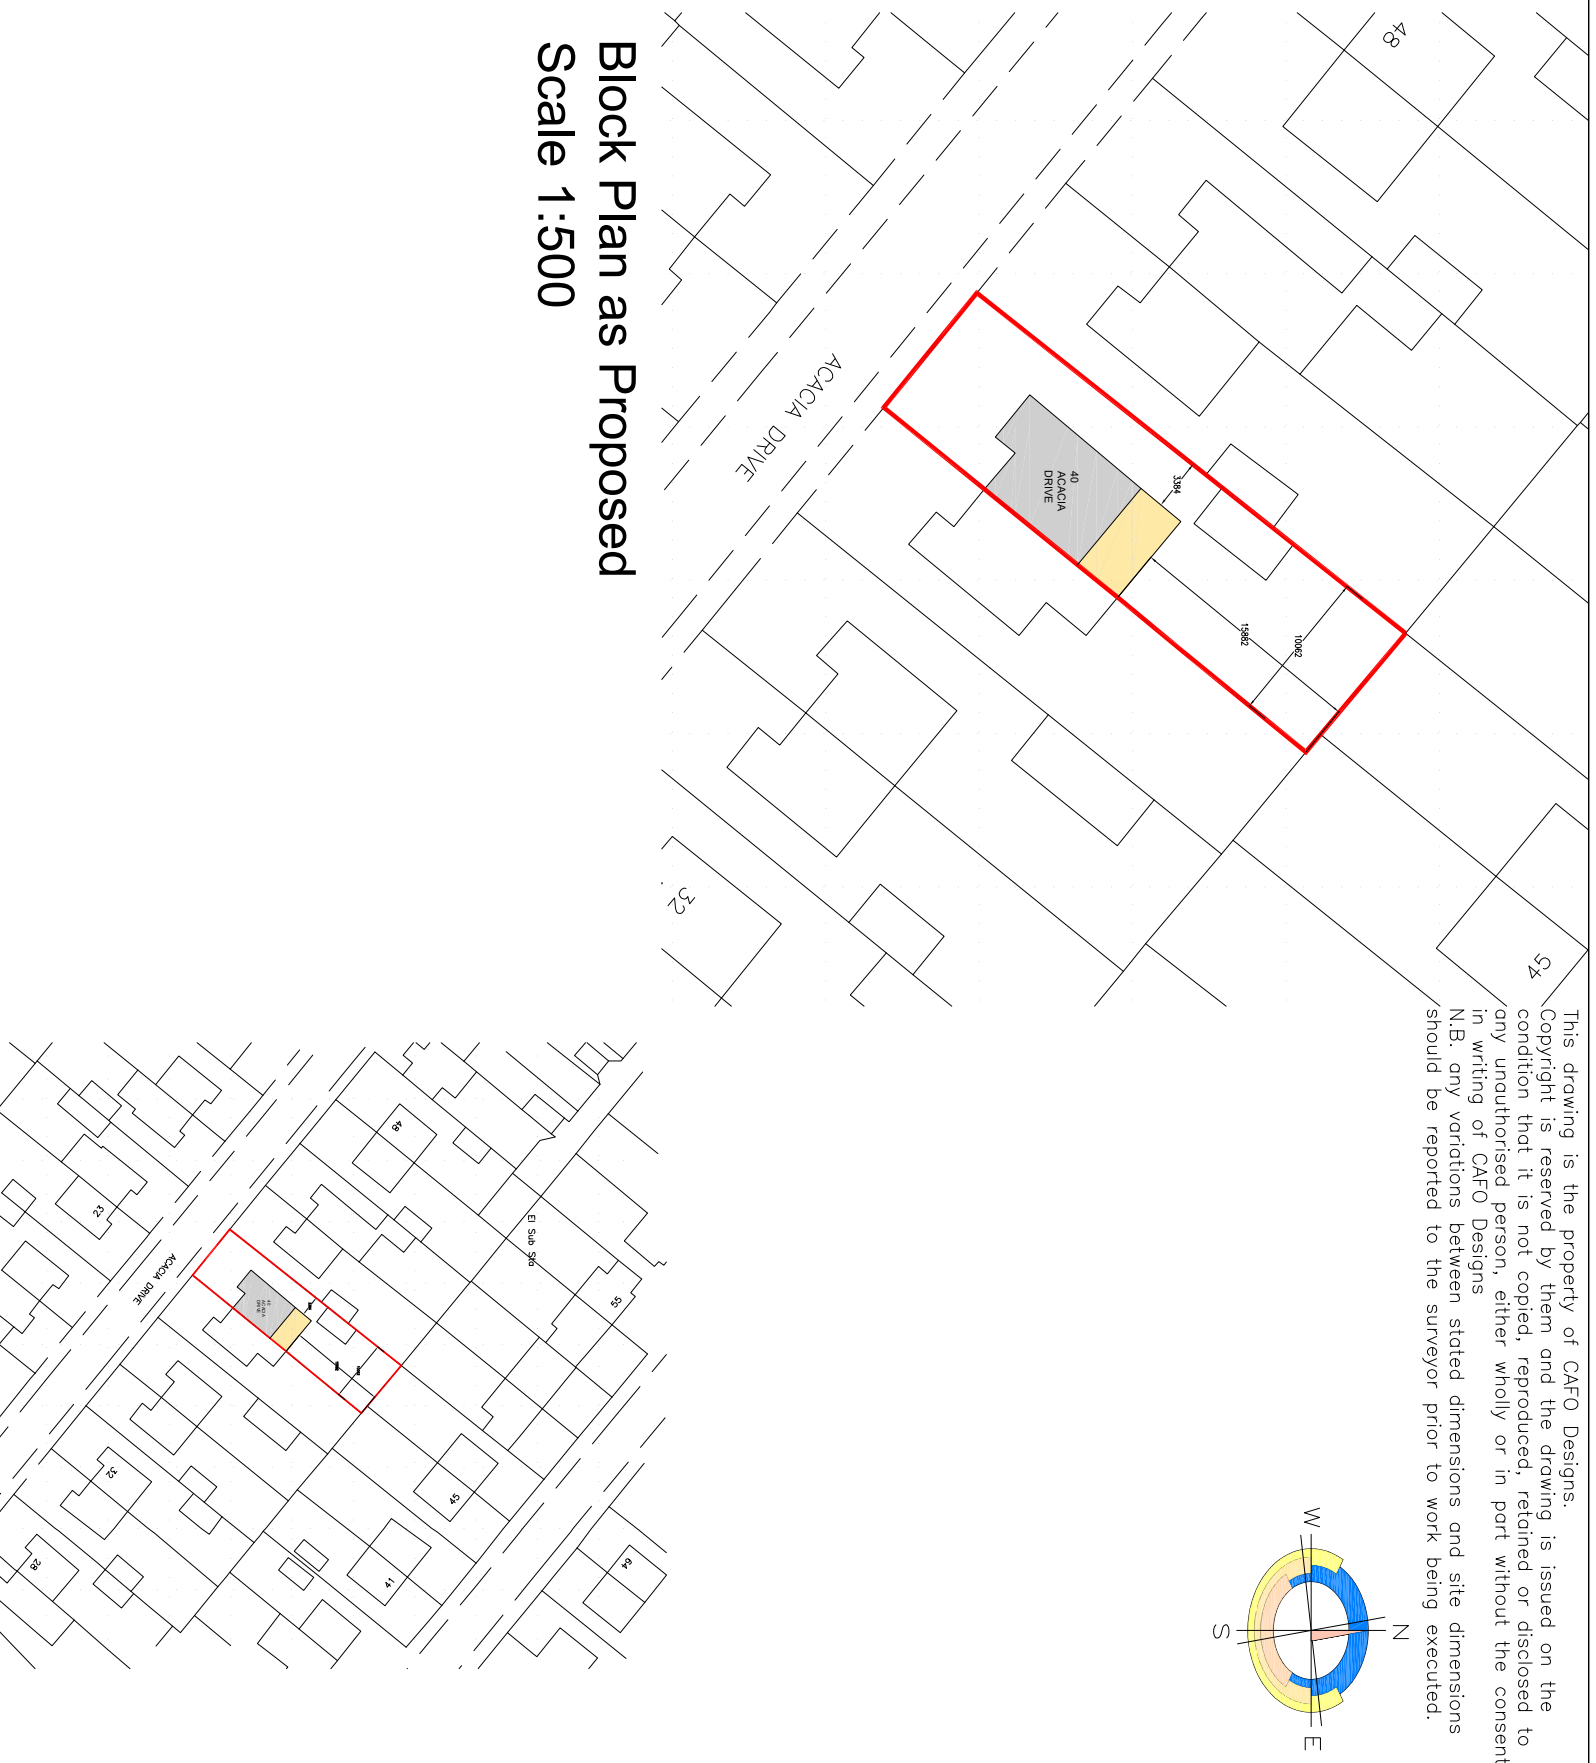 This drawing is the property of CAFO Designs.
Copyright is reserved by them and the drawing is issued on the
condition that it is not copied, reproduced, retained or disclosed to
any unauthorised person, either wholly or in part without the consent
in writing of CAFO Designs
N.B. any variations between stated dimensions and site dimensions
should be reported to the surveyor prior to work being executed.
48
45
3384
10062
15882
40
ACACIA
DRIVE
ACACIA DRIVE
32
Block Plan as Proposed
Scale 1:500
N
W
E
S
El Sub Sta
55
64
48
45
41
40
ACACIA
DRIVE
ACACIA DRIVE
23
32
28